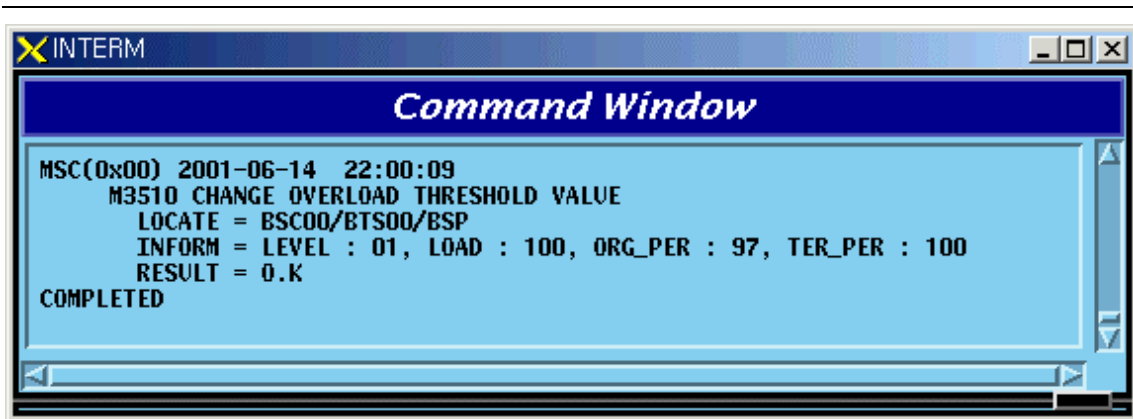 INTERM
Command Window
MSC(0x00) 2001-06-14 22:00:09
M3510 CHANGE OVERLOAD THRESHOLD VALUE
LOCATE = BSC00/BTS00/BSP
INFORM = LEVEL : 01, LOAD : 100, ORG_PER : 97, TER_PER : 100
RESULT = O.K
COMPLETED